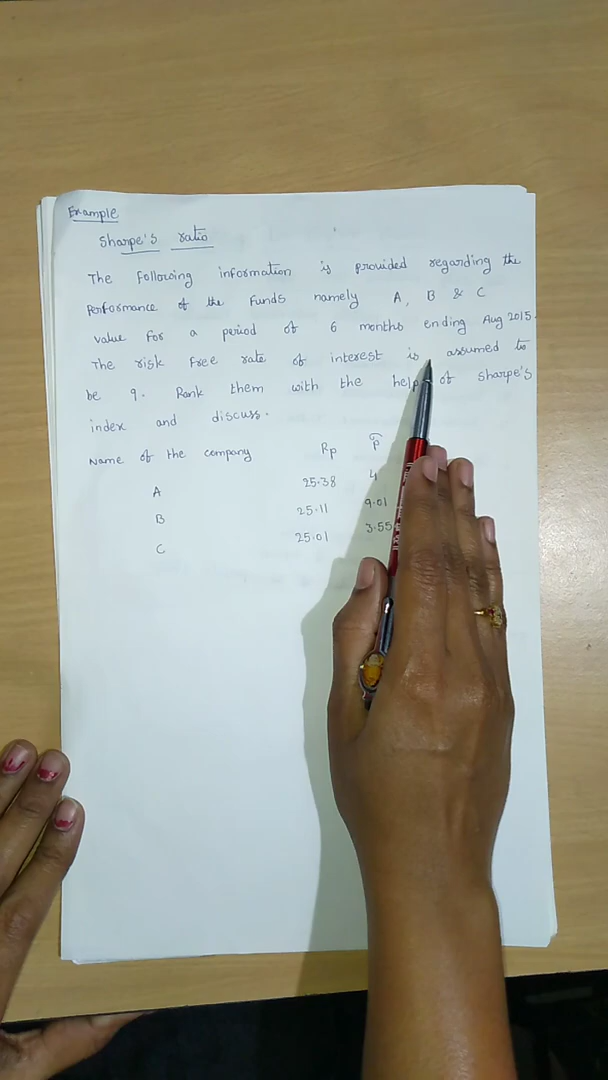 Example
Sharpe's ratio
The following information is provided regarding the
Performance of the Funds namely A, B & C
value for a period of 6 months ending Aug 2015.
The risk free rate of interest is assumed to
be 9. Rank them with the help of sharpe's
index and discuss.
Name of the company Rp
A 25.38 4
B 25.11 9.01
C 25.01 3.55